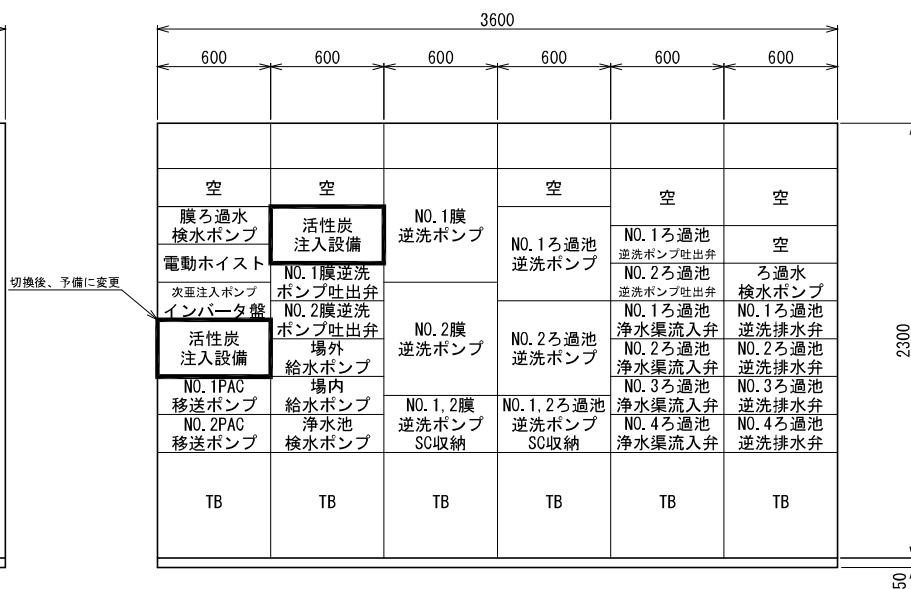 3600
600
600
600
600
600
600
空
膜ろ過水
検水ポンプ
電動ホイスト
次亜注入ポンプ
インバータ盤
活性炭
注入設備
NO.1PAC
移送ポンプ
NO.2PAC
移送ポンプ
TB
切換後、予備に変更
空
活性炭
注入設備
NO.1膜逆洗
ポンプ吐出弁
NO.2膜逆洗
ポンプ吐出弁
場外
給水ポンプ
場内
給水ポンプ
浄水池
検水ポンプ
TB
NO.1膜
逆洗ポンプ
NO.2膜
逆洗ポンプ
NO.1,2膜
逆洗ポンプ
SC収納
TB
空
NO.1ろ過池
逆洗ポンプ
NO.2ろ過池
逆洗ポンプ
NO.1,2ろ過池
逆洗ポンプ
SC収納
TB
空
NO.1ろ過池
逆洗ポンプ吐出弁
NO.2ろ過池
逆洗ポンプ吐出弁
NO.1ろ過池
浄水渠流入弁
NO.2ろ過池
浄水渠流入弁
NO.3ろ過池
浄水渠流入弁
NO.4ろ過池
浄水渠流入弁
TB
空
空
ろ過水
検水ポンプ
NO.1ろ過池
逆洗排水弁
NO.2ろ過池
逆洗排水弁
NO.3ろ過池
逆洗排水弁
NO.4ろ過池
逆洗排水弁
TB
2300
50